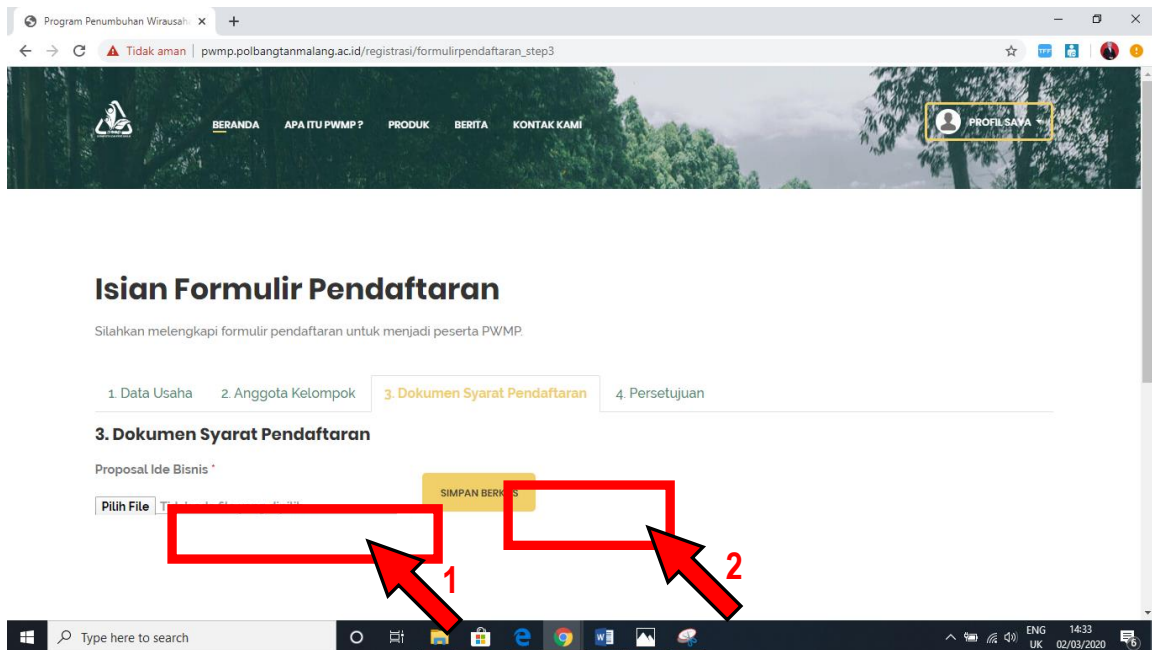 Program Penumbuhan Wirausah
Tidak aman | pwmp.polbangtanmalang.ac.id/registrasi/formulirpendaftaran_step3
BERANDA APA ITU PWMP ? PRODUK BERITA KONTAK KAMI PROFIL SAYA
Isian Formulir Pendaftaran
Silahkan melengkapi formulir pendaftaran untuk menjadi peserta PWMP.
1. Data Usaha 2. Anggota Kelompok 3. Dokumen Syarat Pendaftaran 4. Persetujuan
3. Dokumen Syarat Pendaftaran
Proposal Ide Bisnis *
SIMPAN BERKAS
Pilih File
1
2
Type here to search
ENG 14:33
UK 02/03/2020
6